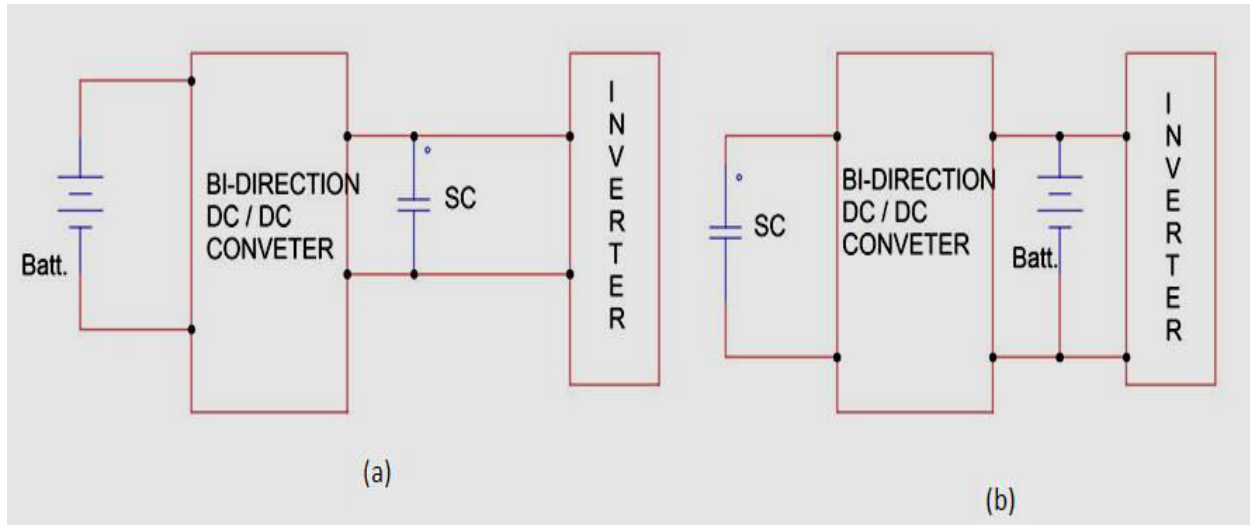 Batt.
BI-DIRECTION
DC / DC
CONVETER
SC
I
N
V
E
R
T
E
R
(a)
SC
BI-DIRECTION
DC / DC
CONVETER
Batt.
I
N
V
E
R
T
E
R
(b)